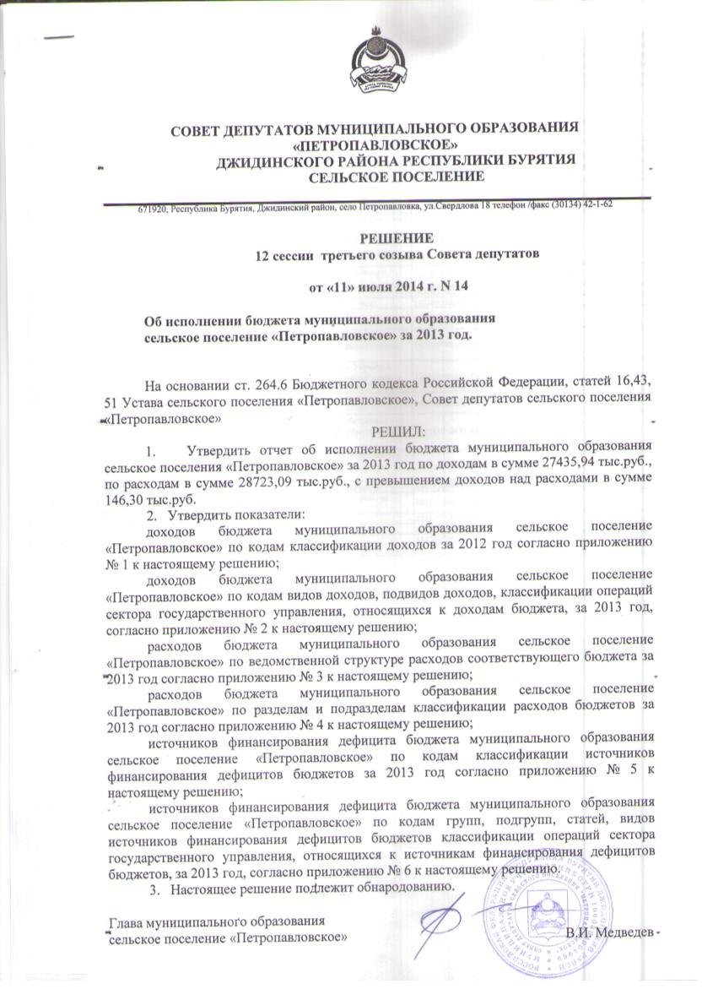 СОВЕТ ДЕПУТАТОВ МУНИЦИПАЛЬНОГО ОБРАЗОВАНИЯ
«ПЕТРОПАВЛОВСКОЕ»
ДЖИДИНСКОГО РАЙОНА РЕСПУБЛИКИ БУРЯТИЯ
СЕЛЬСКОЕ ПОСЕЛЕНИЕ
671920, Республика Бурятия, Джидинский район, село Петропавловка, ул.Свердлова 18 телефон /факс (30134) 42-1-62
РЕШЕНИЕ
12 сессии третьего созыва Совета депутатов
от «11» июля 2014 г. N 14
Об исполнении бюджета муниципального образования
сельское поселение «Петропавловское» за 2013 год.
На основании ст. 264.6 Бюджетного кодекса Российской Федерации, статей 16,43,
51 Устава сельского поселения «Петропавловское», Совет депутатов сельского поселения
«Петропавловское»
РЕШИЛ:
1. Утвердить отчет об исполнении бюджета муниципального образования
сельское поселения «Петропавловское» за 2013 год по доходам в сумме 27435,94 тыс.руб.,
по расходам в сумме 28723,09 тыс.руб., с превышением доходов над расходами в сумме
146,30 тыс.руб.
2. Утвердить показатели:
доходов бюджета муниципального образования сельское поселение
«Петропавловское» по кодам классификации доходов за 2012 год согласно приложению
№ 1 к настоящему решению;
доходов бюджета муниципального образования сельское поселение
«Петропавловское» по кодам видов доходов, подвидов доходов, классификации операций
сектора государственного управления, относящихся к доходам бюджета, за 2013 год,
согласно приложению № 2 к настоящему решению;
расходов бюджета муниципального образования сельское поселение
«Петропавловское» по ведомственной структуре расходов соответствующего бюджета за
2013 год согласно приложению № 3 к настоящему решению;
расходов бюджета муниципального образования сельское поселение
«Петропавловское» по разделам и подразделам классификации расходов бюджетов за
2013 год согласно приложению № 4 к настоящему решению;
источников финансирования дефицита бюджета муниципального образования
сельское поселение «Петропавловское» по кодам классификации источников
финансирования дефицитов бюджетов за 2013 год согласно приложению № 5 к
настоящему решению;
источников финансирования дефицита бюджета муниципального образования
сельское поселение «Петропавловское» по кодам групп, подгрупп, статей, видов
источников финансирования дефицитов бюджетов классификации операций сектора
государственного управления, относящихся к источникам финансирования дефицитов
бюджетов, за 2013 год, согласно приложению № 6 к настоящему решению.
3. Настоящее решение подлежит обнародованию.
Глава муниципального образования
сельское поселение «Петропавловское» В.И. Медведев